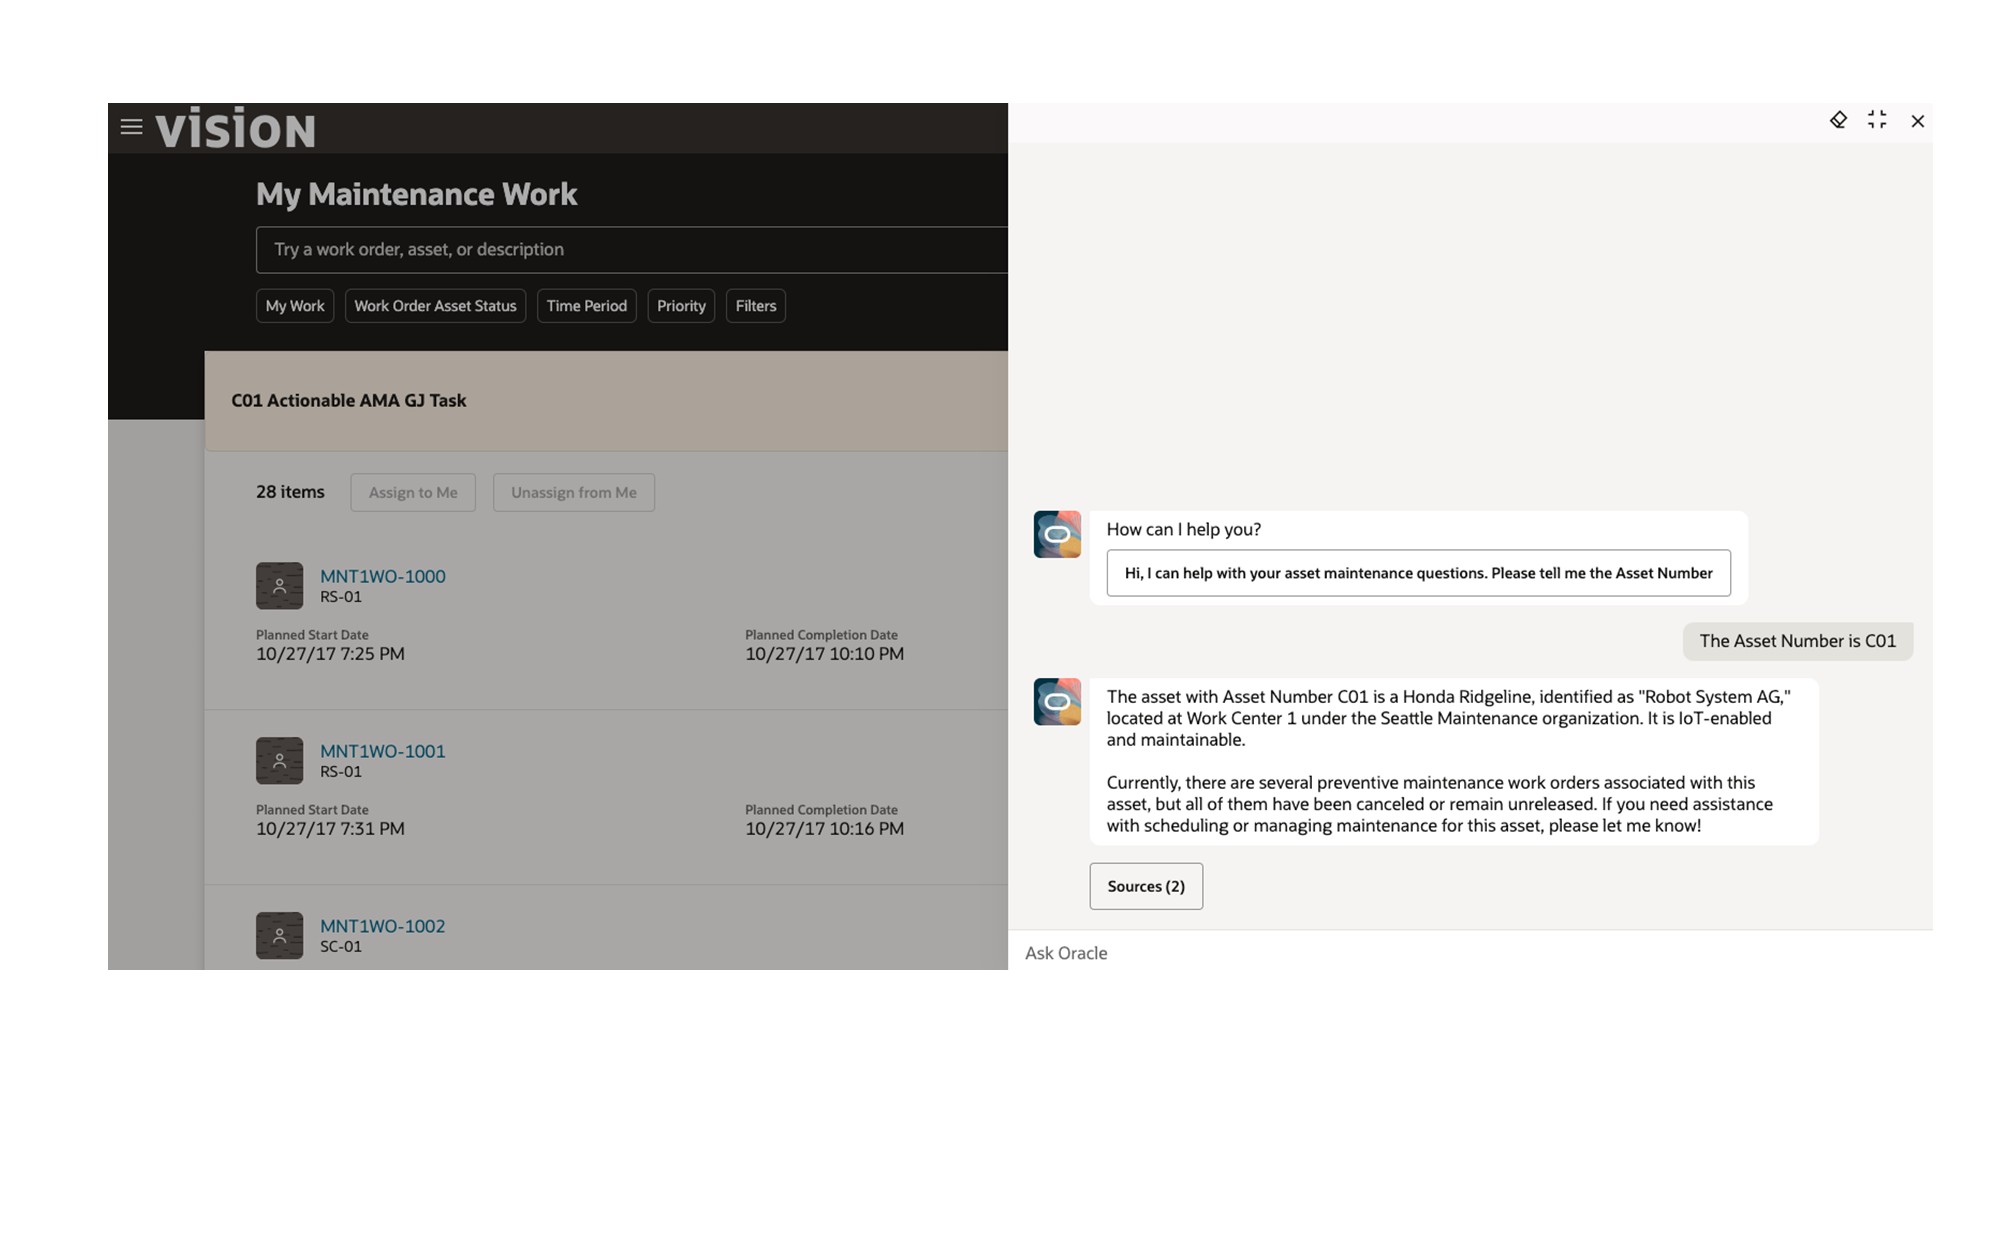 vision
My Maintenance Work
Try a work order, asset, or description
My Work
Work Order Asset Status
Time Period
Priority
Filters
C01 Actionable AMA GJ Task
28 items
Assign to Me
Unassign from Me
MNT1WO-1000
RS-01
Planned Start Date
10/27/17 7:25 PM
Planned Completion Date
10/27/17 10:10 PM
MNT1WO-1001
RS-01
Planned Start Date
10/27/17 7:31 PM
Planned Completion Date
10/27/17 10:16 PM
MNT1WO-1002
SC-01
How can I help you?
Hi, I can help with your asset maintenance questions. Please tell me the Asset Number
The Asset Number is C01
The asset with Asset Number C01 is a Honda Ridgeline, identified as "Robot System AG,"
located at Work Center 1 under the Seattle Maintenance organization. It is IoT-enabled
and maintainable.
Currently, there are several preventive maintenance work orders associated with this
asset, but all of them have been canceled or remain unreleased. If you need assistance
with scheduling or managing maintenance for this asset, please let me know!
Sources (2)
Ask Oracle